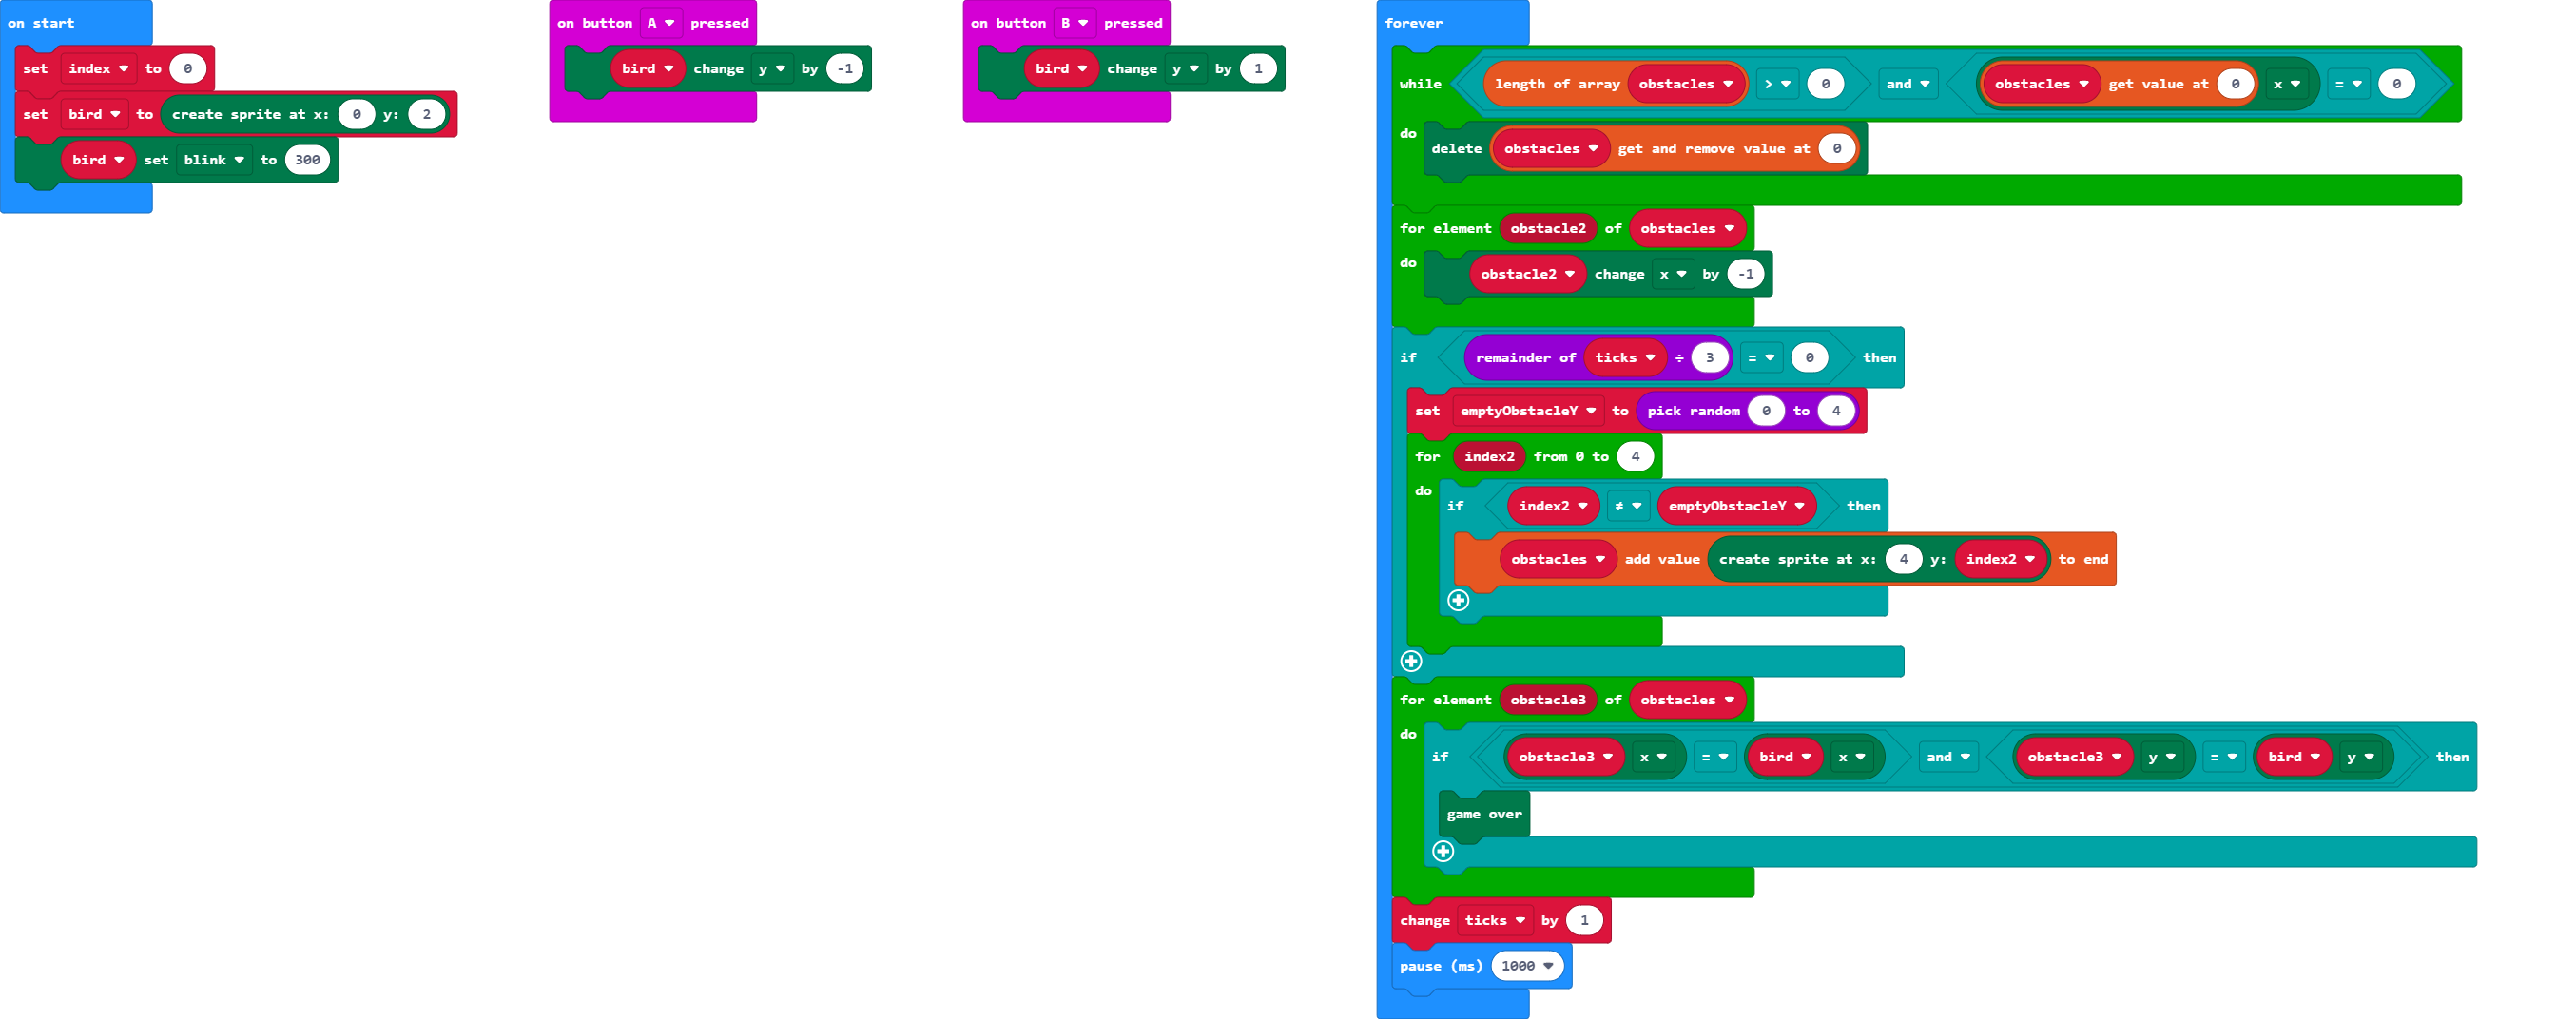 on start
set index to 0
set bird to create sprite at x: 0 y: 2
bird set blink to 300
on button A pressed
bird change y by -1
on button B pressed
bird change y by 1
forever
while length of array obstacles > 0 and obstacles get value at 0 x = 0
do delete obstacles get and remove value at 0
for element obstacle2 of obstacles
do obstacle2 change x by -1
if remainder of ticks ÷ 3 = 0 then
set emptyObstacleY to pick random 0 to 4
for index2 from 0 to 4
do if index2 ≠ emptyObstacleY then
obstacles add value create sprite at x: 4 y: index2 to end
for element obstacle3 of obstacles
do if obstacle3 x = bird x and obstacle3 y = bird y then
game over
change ticks by 1
pause (ms) 1000